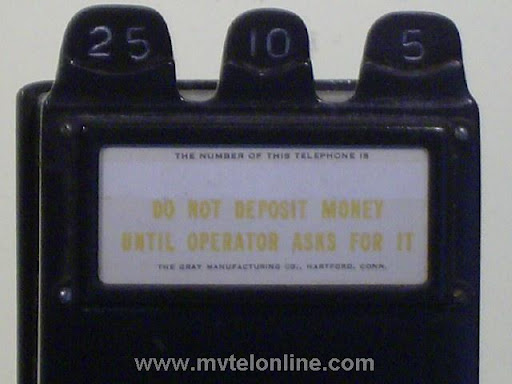 25 10 5
THE NUMBER OF THIS TELEPHONE IS
DO NOT DEPOSIT MONEY
UNTIL OPERATOR ASKS FOR IT
THE GRAY MANUFACTURING CO., HARTFORD, CONN.
www.mytelonline.com